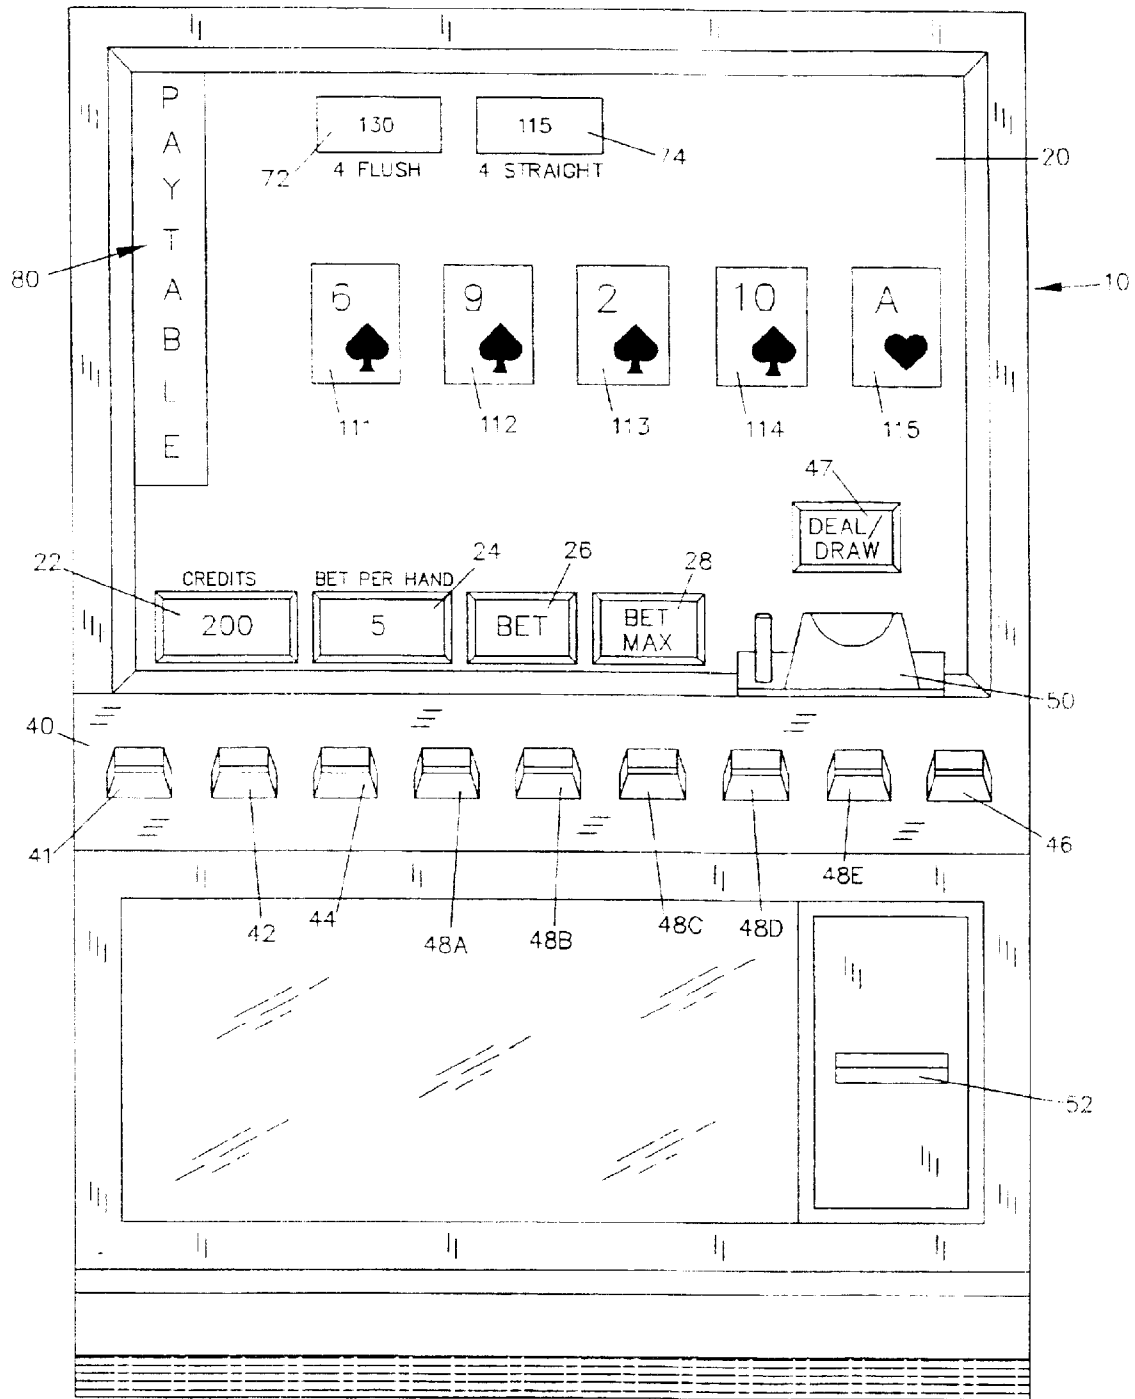 PAYTABLE
130
115
72
4 FLUSH
4 STRAIGHT
74
20
80
10
6
9
2
10
A
111
112
113
114
115
47
DEAL/
DRAW
22
CREDITS
BET PER HAND
24
26
28
200
5
BET
BET
MAX
50
40
41
42
44
48A
48B
48C
48D
48E
46
52